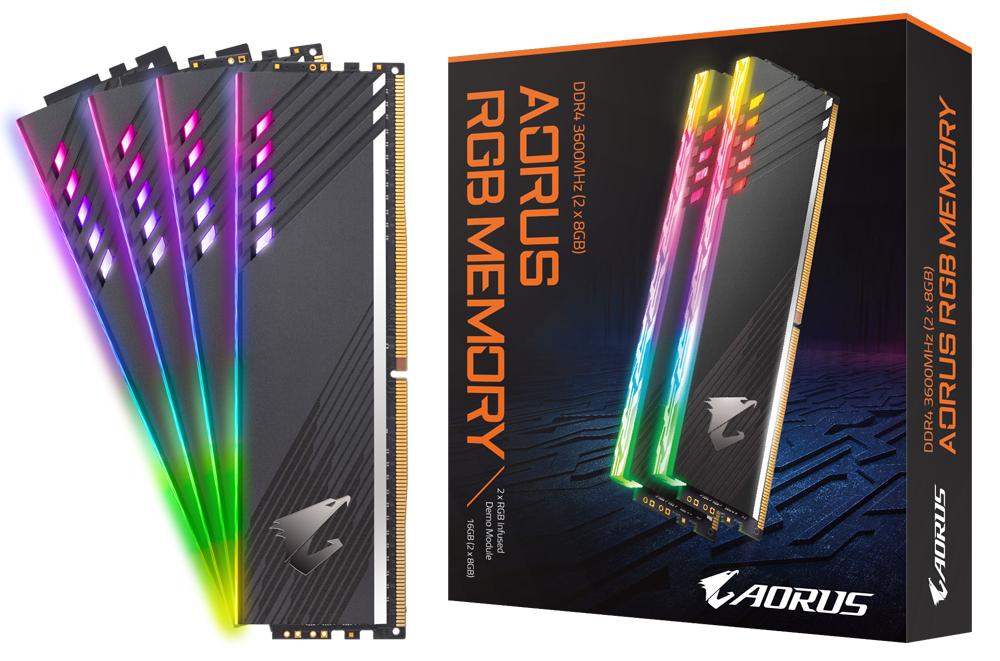 DDR4 3600MHz (2 x 8GB)
AORUS
RGB MEMORY
2 x RGB Infused
Demo Module
16GB (2 x 8GB)
AORUS
DDR4 3600MHz (2 x 8GB)
AORUS RGB MEMORY
AORUS